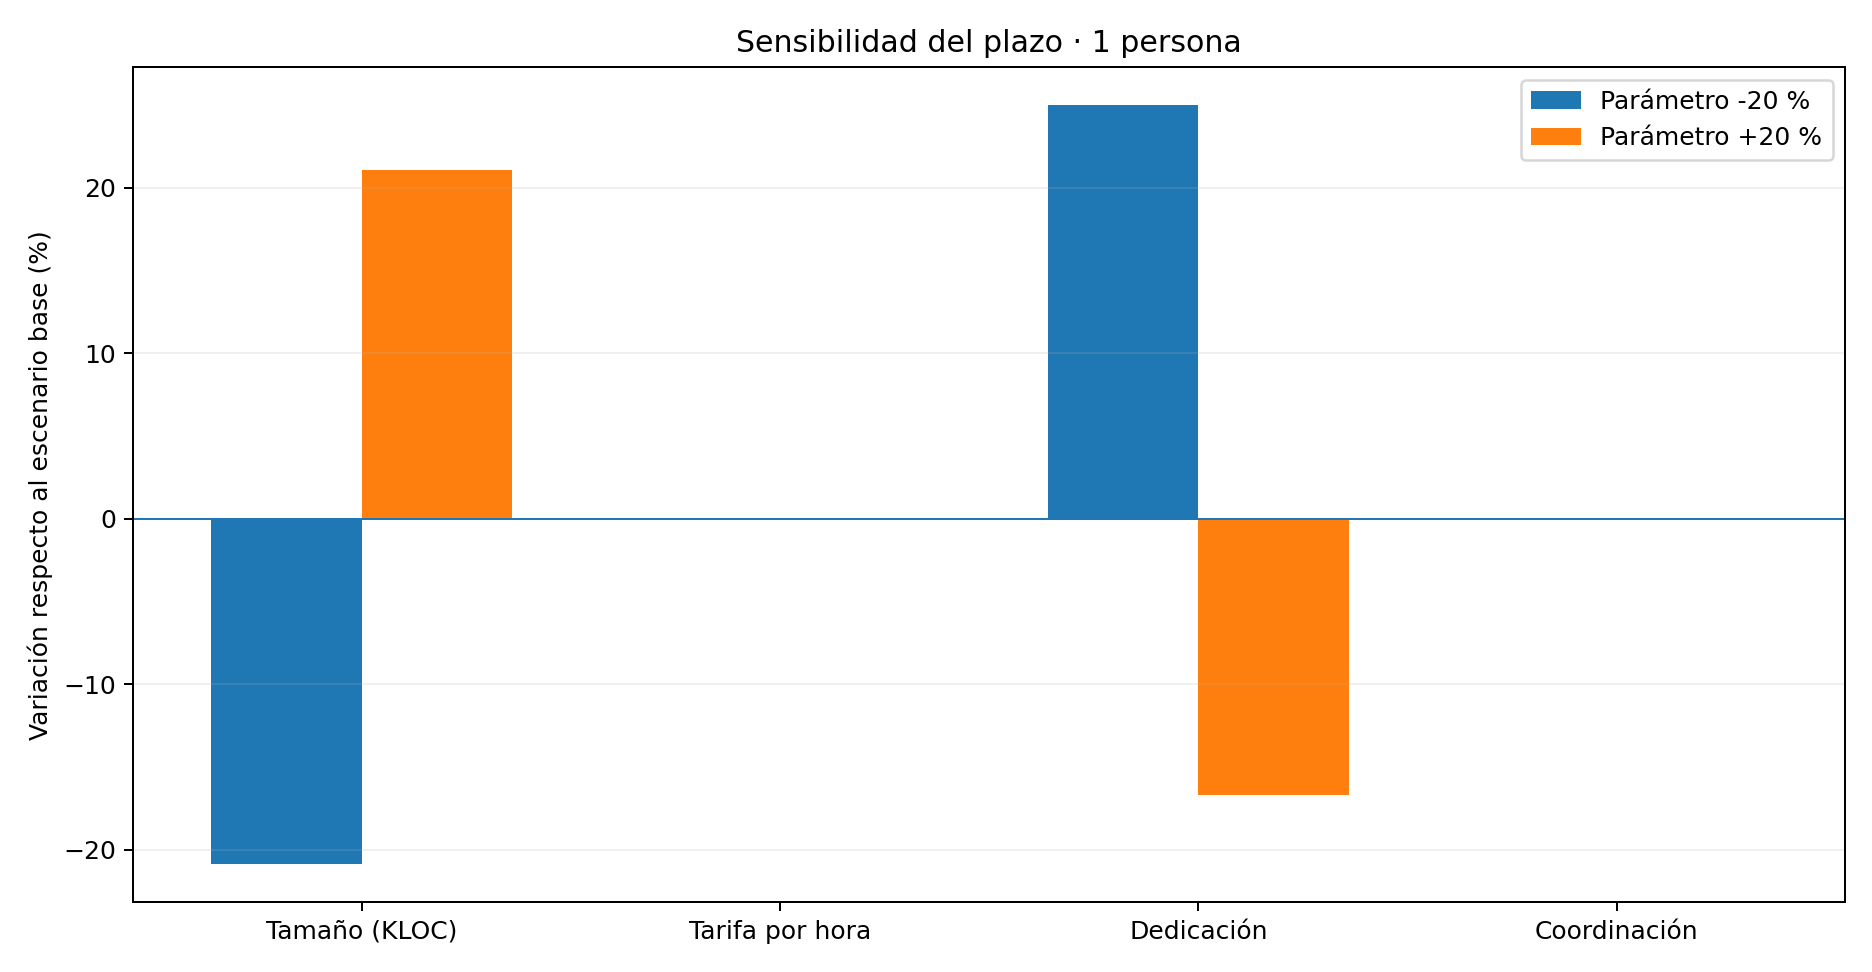 Sensibilidad del plazo · 1 persona
Parámetro -20 %
Parámetro +20 %
Variación respecto al escenario base (%)
20
10
0
−10
−20
Tamaño (KLOC)
Tarifa por hora
Dedicación
Coordinación